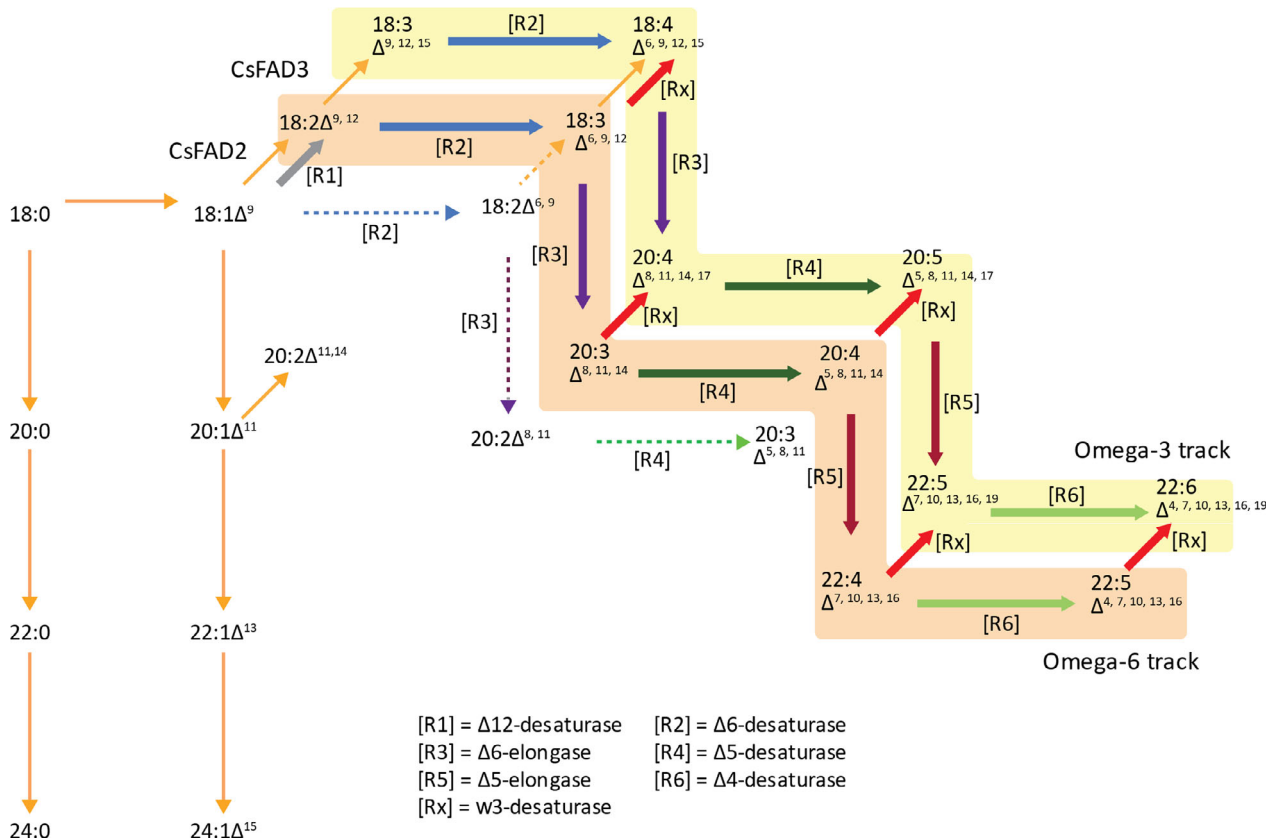 18:3 [R2] 18:4
Δ9, 12, 15 Δ6, 9, 12, 15
CsFAD3
[Rx]
18:2Δ9, 12 18:3
[R2] Δ6, 9, 12
CsFAD2
[R1] [R3]
18:0 18:1Δ9 18:2Δ6, 9
[R2]
[R3] 20:4 [R4] 20:5
Δ8, 11, 14, 17 Δ5, 8, 11, 14, 17
[R3] [Rx] [Rx]
20:2Δ11,14 20:3 20:4
Δ8, 11, 14 Δ5, 8, 11, 14
[R4]
[R5]
20:0 20:1Δ11 20:2Δ8, 11 20:3
[R4] Δ5, 8, 11
Omega-3 track
[R5] 22:5 [R6] 22:6
Δ7, 10, 13, 16, 19 Δ4, 7, 10, 13, 16, 19
[Rx] [Rx]
22:4 22:5
Δ7, 10, 13, 16 Δ4, 7, 10, 13, 16
22:0 22:1Δ13 [R6]
Omega-6 track
[R1] = Δ12-desaturase [R2] = Δ6-desaturase
[R3] = Δ6-elongase [R4] = Δ5-desaturase
[R5] = Δ5-elongase [R6] = Δ4-desaturase
[Rx] = w3-desaturase
24:0 24:1Δ15